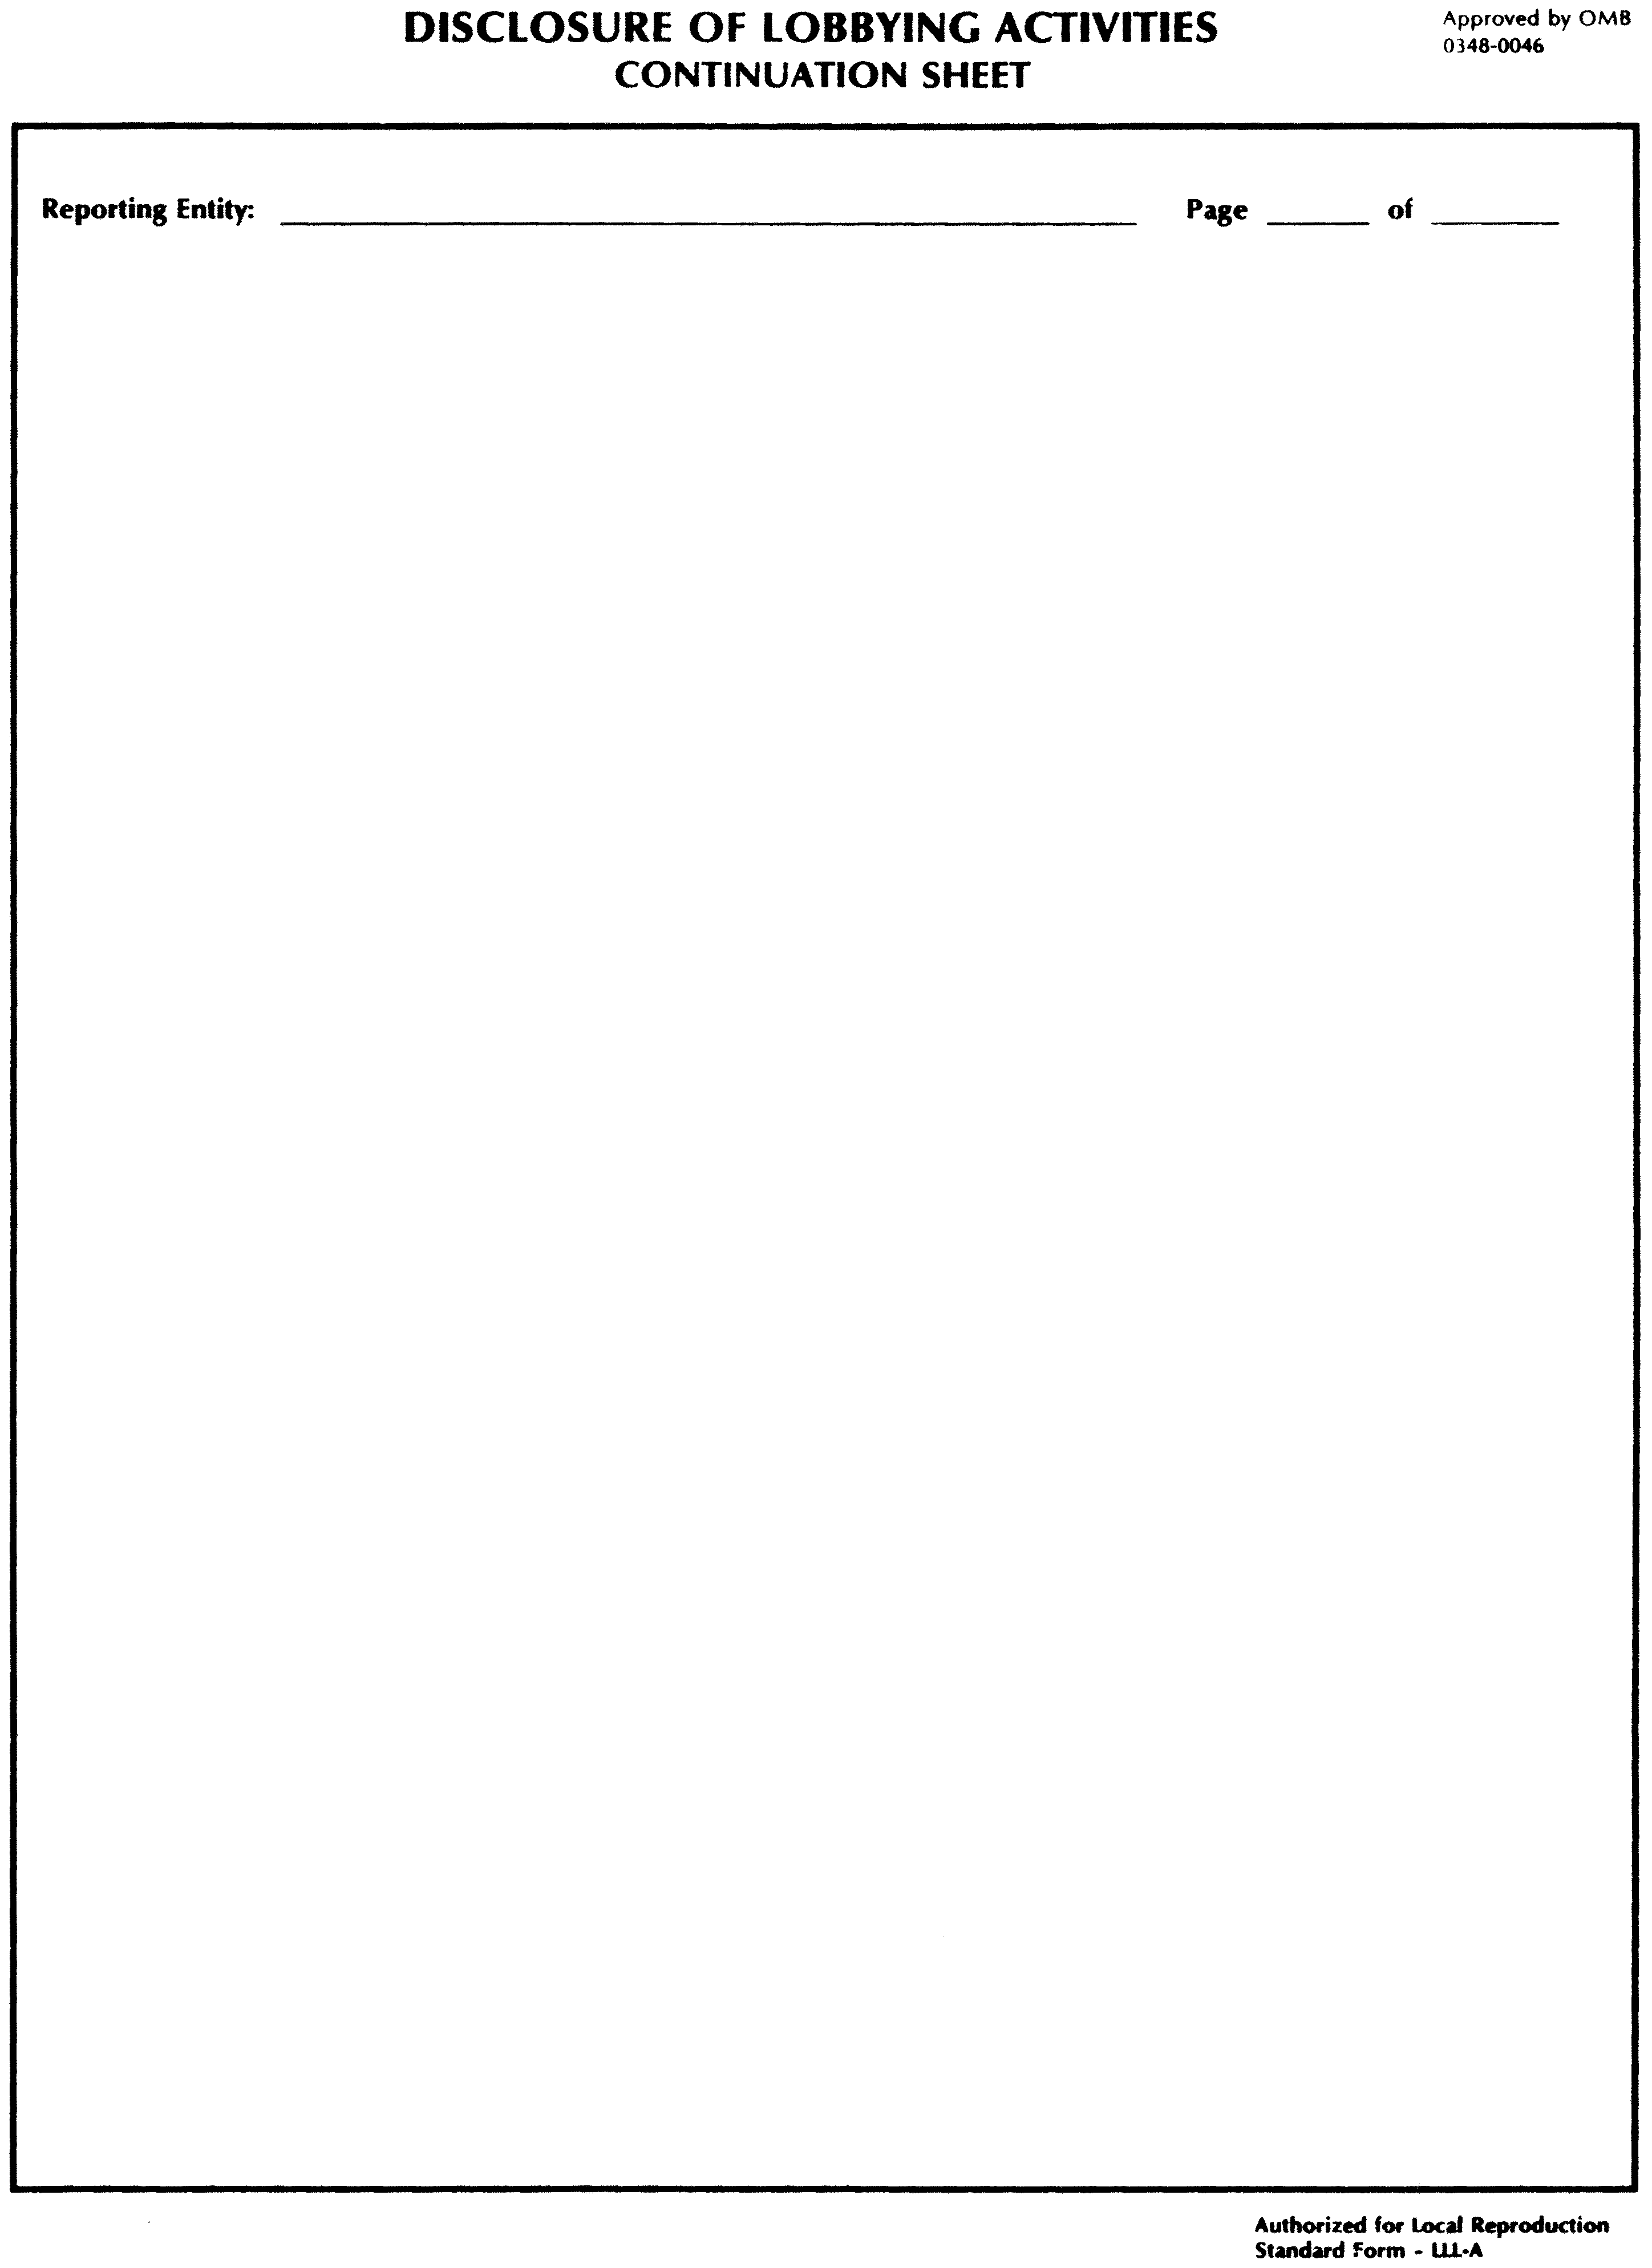 DISCLOSURE OF LOBBYING ACTIVITIES
CONTINUATION SHEET
Approved by OMB
0348-0046
Reporting Entity: Page of
Authorized for Local Reproduction
Standard Form - LLL-A